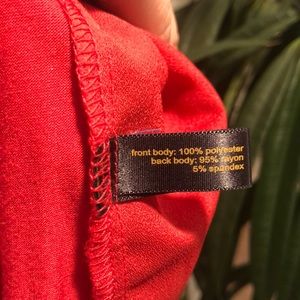 front body: 100% polyester
back body: 95% rayon
5% spandex